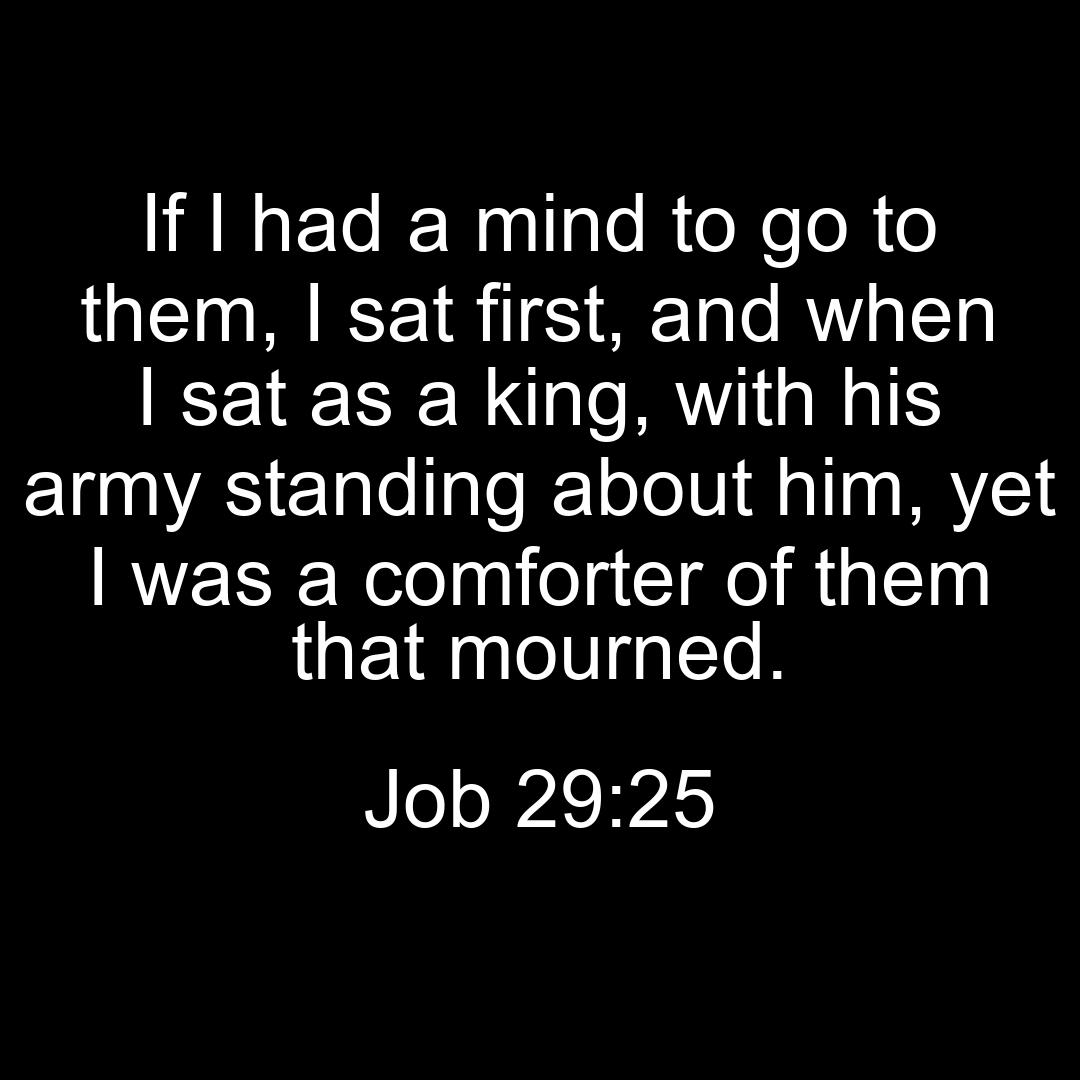 If I had a mind to go to
them, I sat first, and when
I sat as a king, with his
army standing about him, yet
I was a comforter of them
that mourned.
Job 29:25